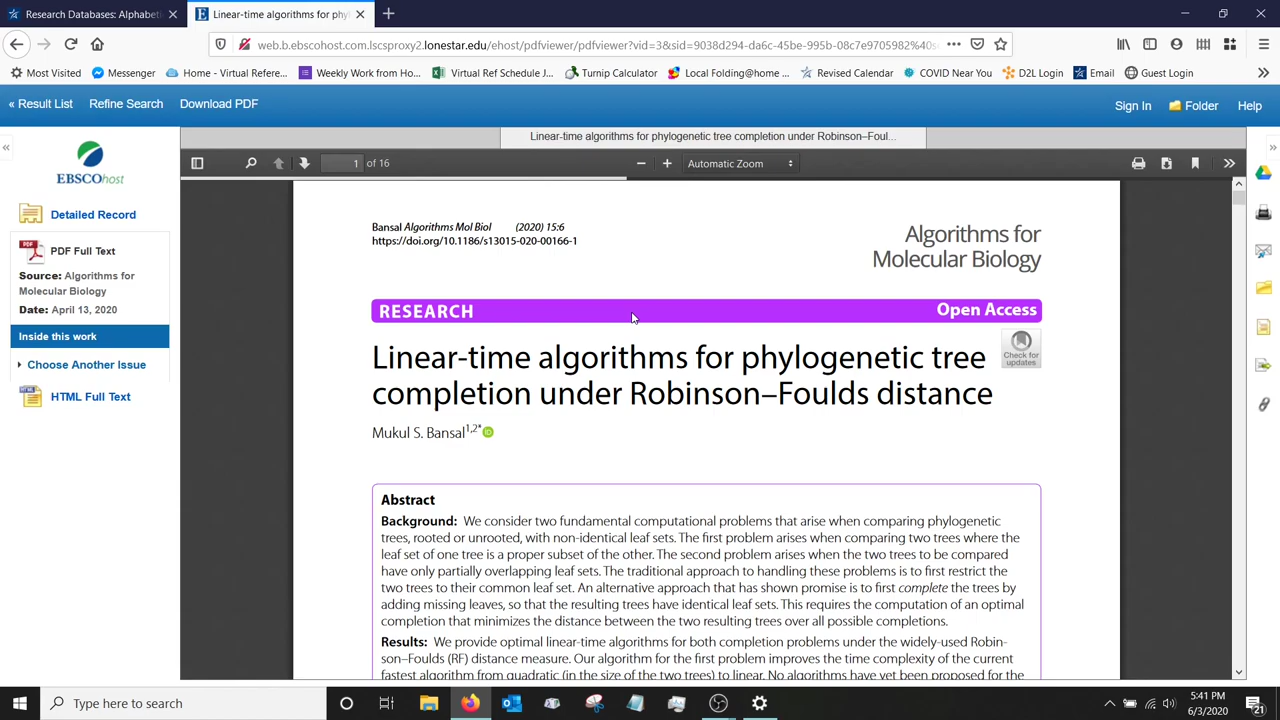 Research Databases: Alphabeti
Linear-time algorithms for phyl
web.b.ebscohost.com.lscsproxy2.lonestar.edu/ehost/pdfviewer/pdfviewer?vid=3&sid=9038d294-da6c-45be-995b-08c7e9705982%40s
Most Visited
Messenger
Home - Virtual Refere...
Weekly Work from Ho...
Virtual Ref Schedule J...
Turnip Calculator
Local Folding@home ...
Revised Calendar
COVID Near You
D2L Login
Email
Guest Login
« Result List
Refine Search
Download PDF
Sign In
Folder
Help
Linear-time algorithms for phylogenetic tree completion under Robinson–Foul...
1 of 16
Automatic Zoom
EBSCOhost
Detailed Record
PDF Full Text
Source: Algorithms for
Molecular Biology
Date: April 13, 2020
Inside this work
Choose Another Issue
HTML Full Text
Bansal Algorithms Mol Biol (2020) 15:6
https://doi.org/10.1186/s13015-020-00166-1
Algorithms for
Molecular Biology
RESEARCH
Open Access
Linear-time algorithms for phylogenetic tree
completion under Robinson–Foulds distance
Check for
updates
Mukul S. Bansal1,2*
Abstract
Background: We consider two fundamental computational problems that arise when comparing phylogenetic
trees, rooted or unrooted, with non-identical leaf sets. The first problem arises when comparing two trees where the
leaf set of one tree is a proper subset of the other. The second problem arises when the two trees to be compared
have only partially overlapping leaf sets. The traditional approach to handling these problems is to first restrict the
two trees to their common leaf set. An alternative approach that has shown promise is to first complete the trees by
adding missing leaves, so that the resulting trees have identical leaf sets. This requires the computation of an optimal
completion that minimizes the distance between the two resulting trees over all possible completions.
Results: We provide optimal linear-time algorithms for both completion problems under the widely-used Robin-
son–Foulds (RF) distance measure. Our algorithm for the first problem improves the time complexity of the current
fastest algorithm from quadratic (in the size of the two trees) to linear. No algorithms have yet been proposed for the
Type here to search
5:41 PM
6/3/2020
21